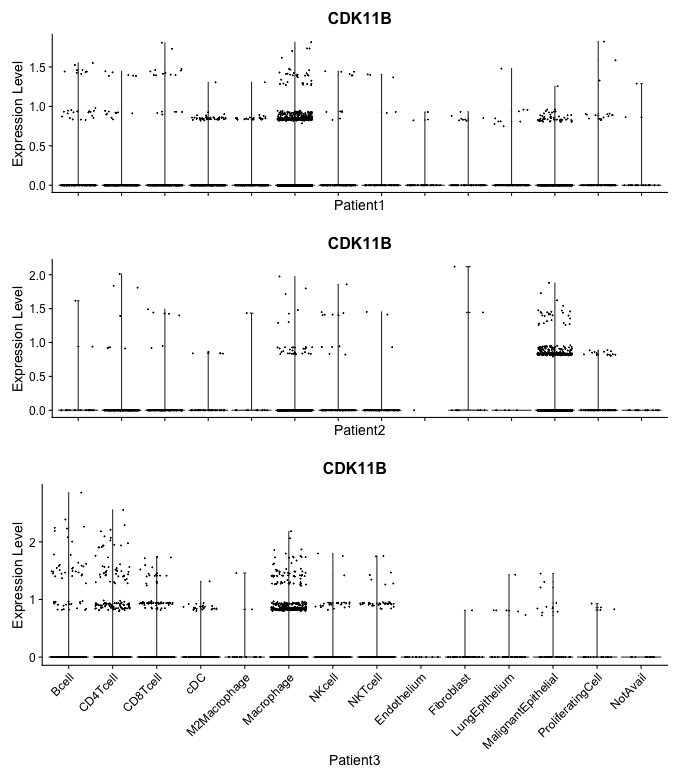 CDK11B
Expression Level
1.5
1.0
0.5
0.0
Patient1
CDK11B
Expression Level
2.0
1.5
1.0
0.5
0.0
Patient2
CDK11B
Expression Level
2
1
0
Bcell
CD4Tcell
CD8Tcell
cDC
M2Macrophage
Macrophage
NKcell
NKTcell
Endothelium
Fibroblast
LungEpithelium
MalignantEpithelial
ProliferatingCell
NotAvail
Patient3